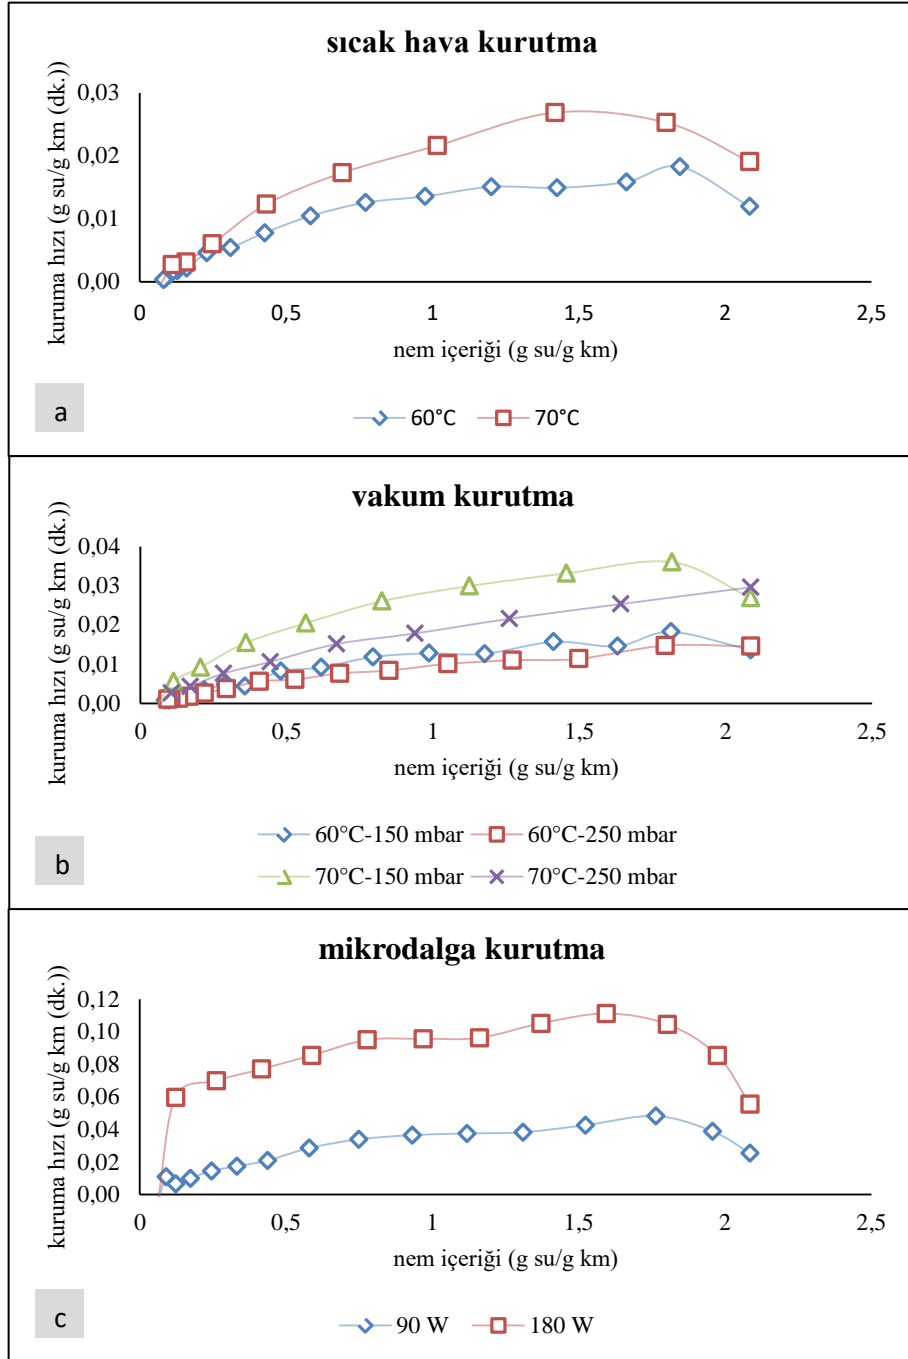 sıcak hava kurutma
kuruma hızı (g su/g km (dk.))
0,03
0,02
0,01
0,00
0 0,5 1 1,5 2 2,5
nem içeriği (g su/g km)
a
60°C 70°C
vakum kurutma
kuruma hızı (g su/g km (dk.))
0,04
0,03
0,02
0,01
0,00
0 0,5 1 1,5 2 2,5
nem içeriği (g su/g km)
60°C-150 mbar 60°C-250 mbar
70°C-150 mbar 70°C-250 mbar
b
mikrodalga kurutma
kuruma hızı (g su/g km (dk.))
0,12
0,10
0,08
0,06
0,04
0,02
0,00
0 0,5 1 1,5 2 2,5
nem içeriği (g su/g km)
c
90 W 180 W